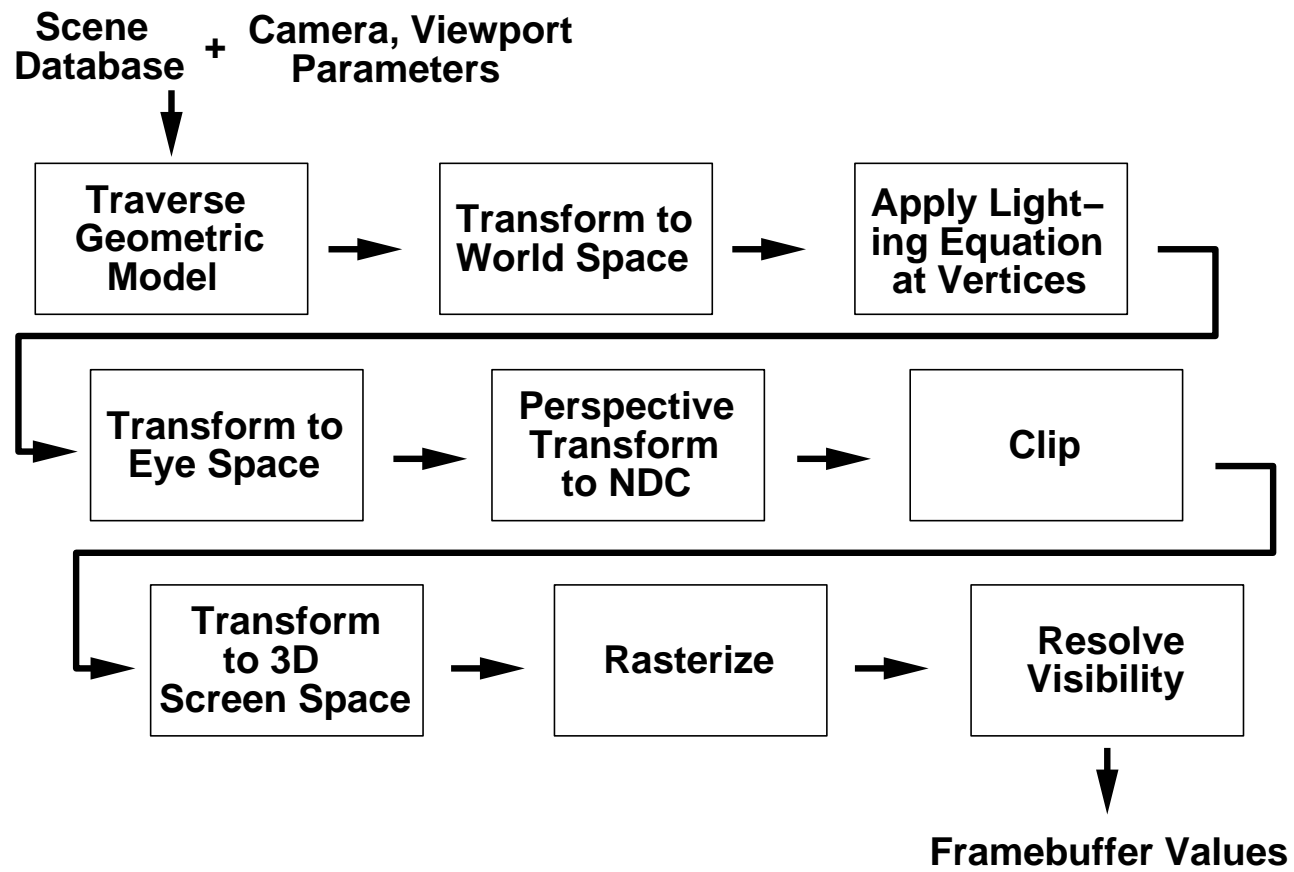 Scene
Database
+
Camera, Viewport
Parameters
Traverse
Geometric
Model
Transform to
World Space
Apply Light–
ing Equation
at Vertices
Transform to
Eye Space
Perspective
Transform
to NDC
Clip
Transform
to 3D
Screen Space
Rasterize
Resolve
Visibility
Framebuffer Values